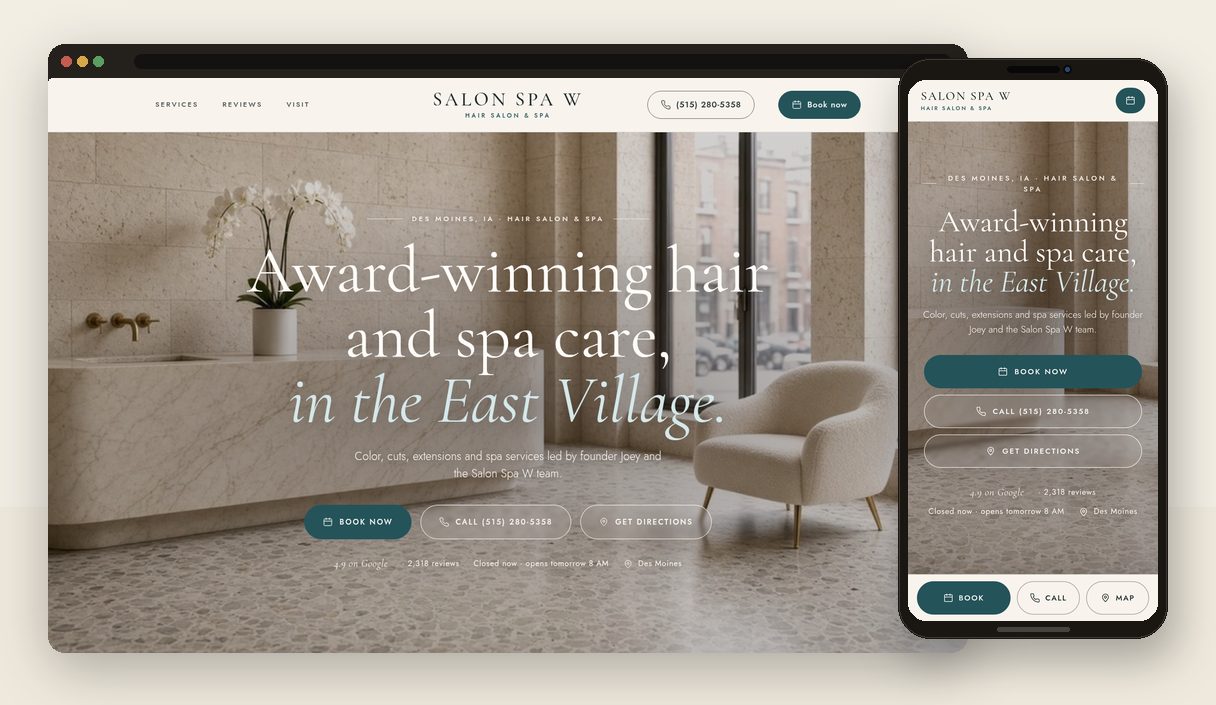 SERVICES REVIEWS VISIT
SALON SPA W
HAIR SALON & SPA
(515) 280-5358
Book now
DES MOINES, IA · HAIR SALON & SPA
Award-winning hair
and spa care,
in the East Village.
Color, cuts, extensions and spa services led by founder Joey and
the Salon Spa W team.
BOOK NOW
CALL (515) 280-5358
GET DIRECTIONS
4.9 on Google · 2,318 reviews Closed now · opens tomorrow 8 AM Des Moines
SALON SPA W
HAIR SALON & SPA
DES MOINES, IA · HAIR SALON &
SPA
Award-winning
hair and spa care,
in the East Village.
Color, cuts, extensions and spa services led by founder
Joey and the Salon Spa W team.
BOOK NOW
CALL (515) 280-5358
GET DIRECTIONS
4.9 on Google · 2,318 reviews
Closed now · opens tomorrow 8 AM Des Moines
BOOK CALL MAP